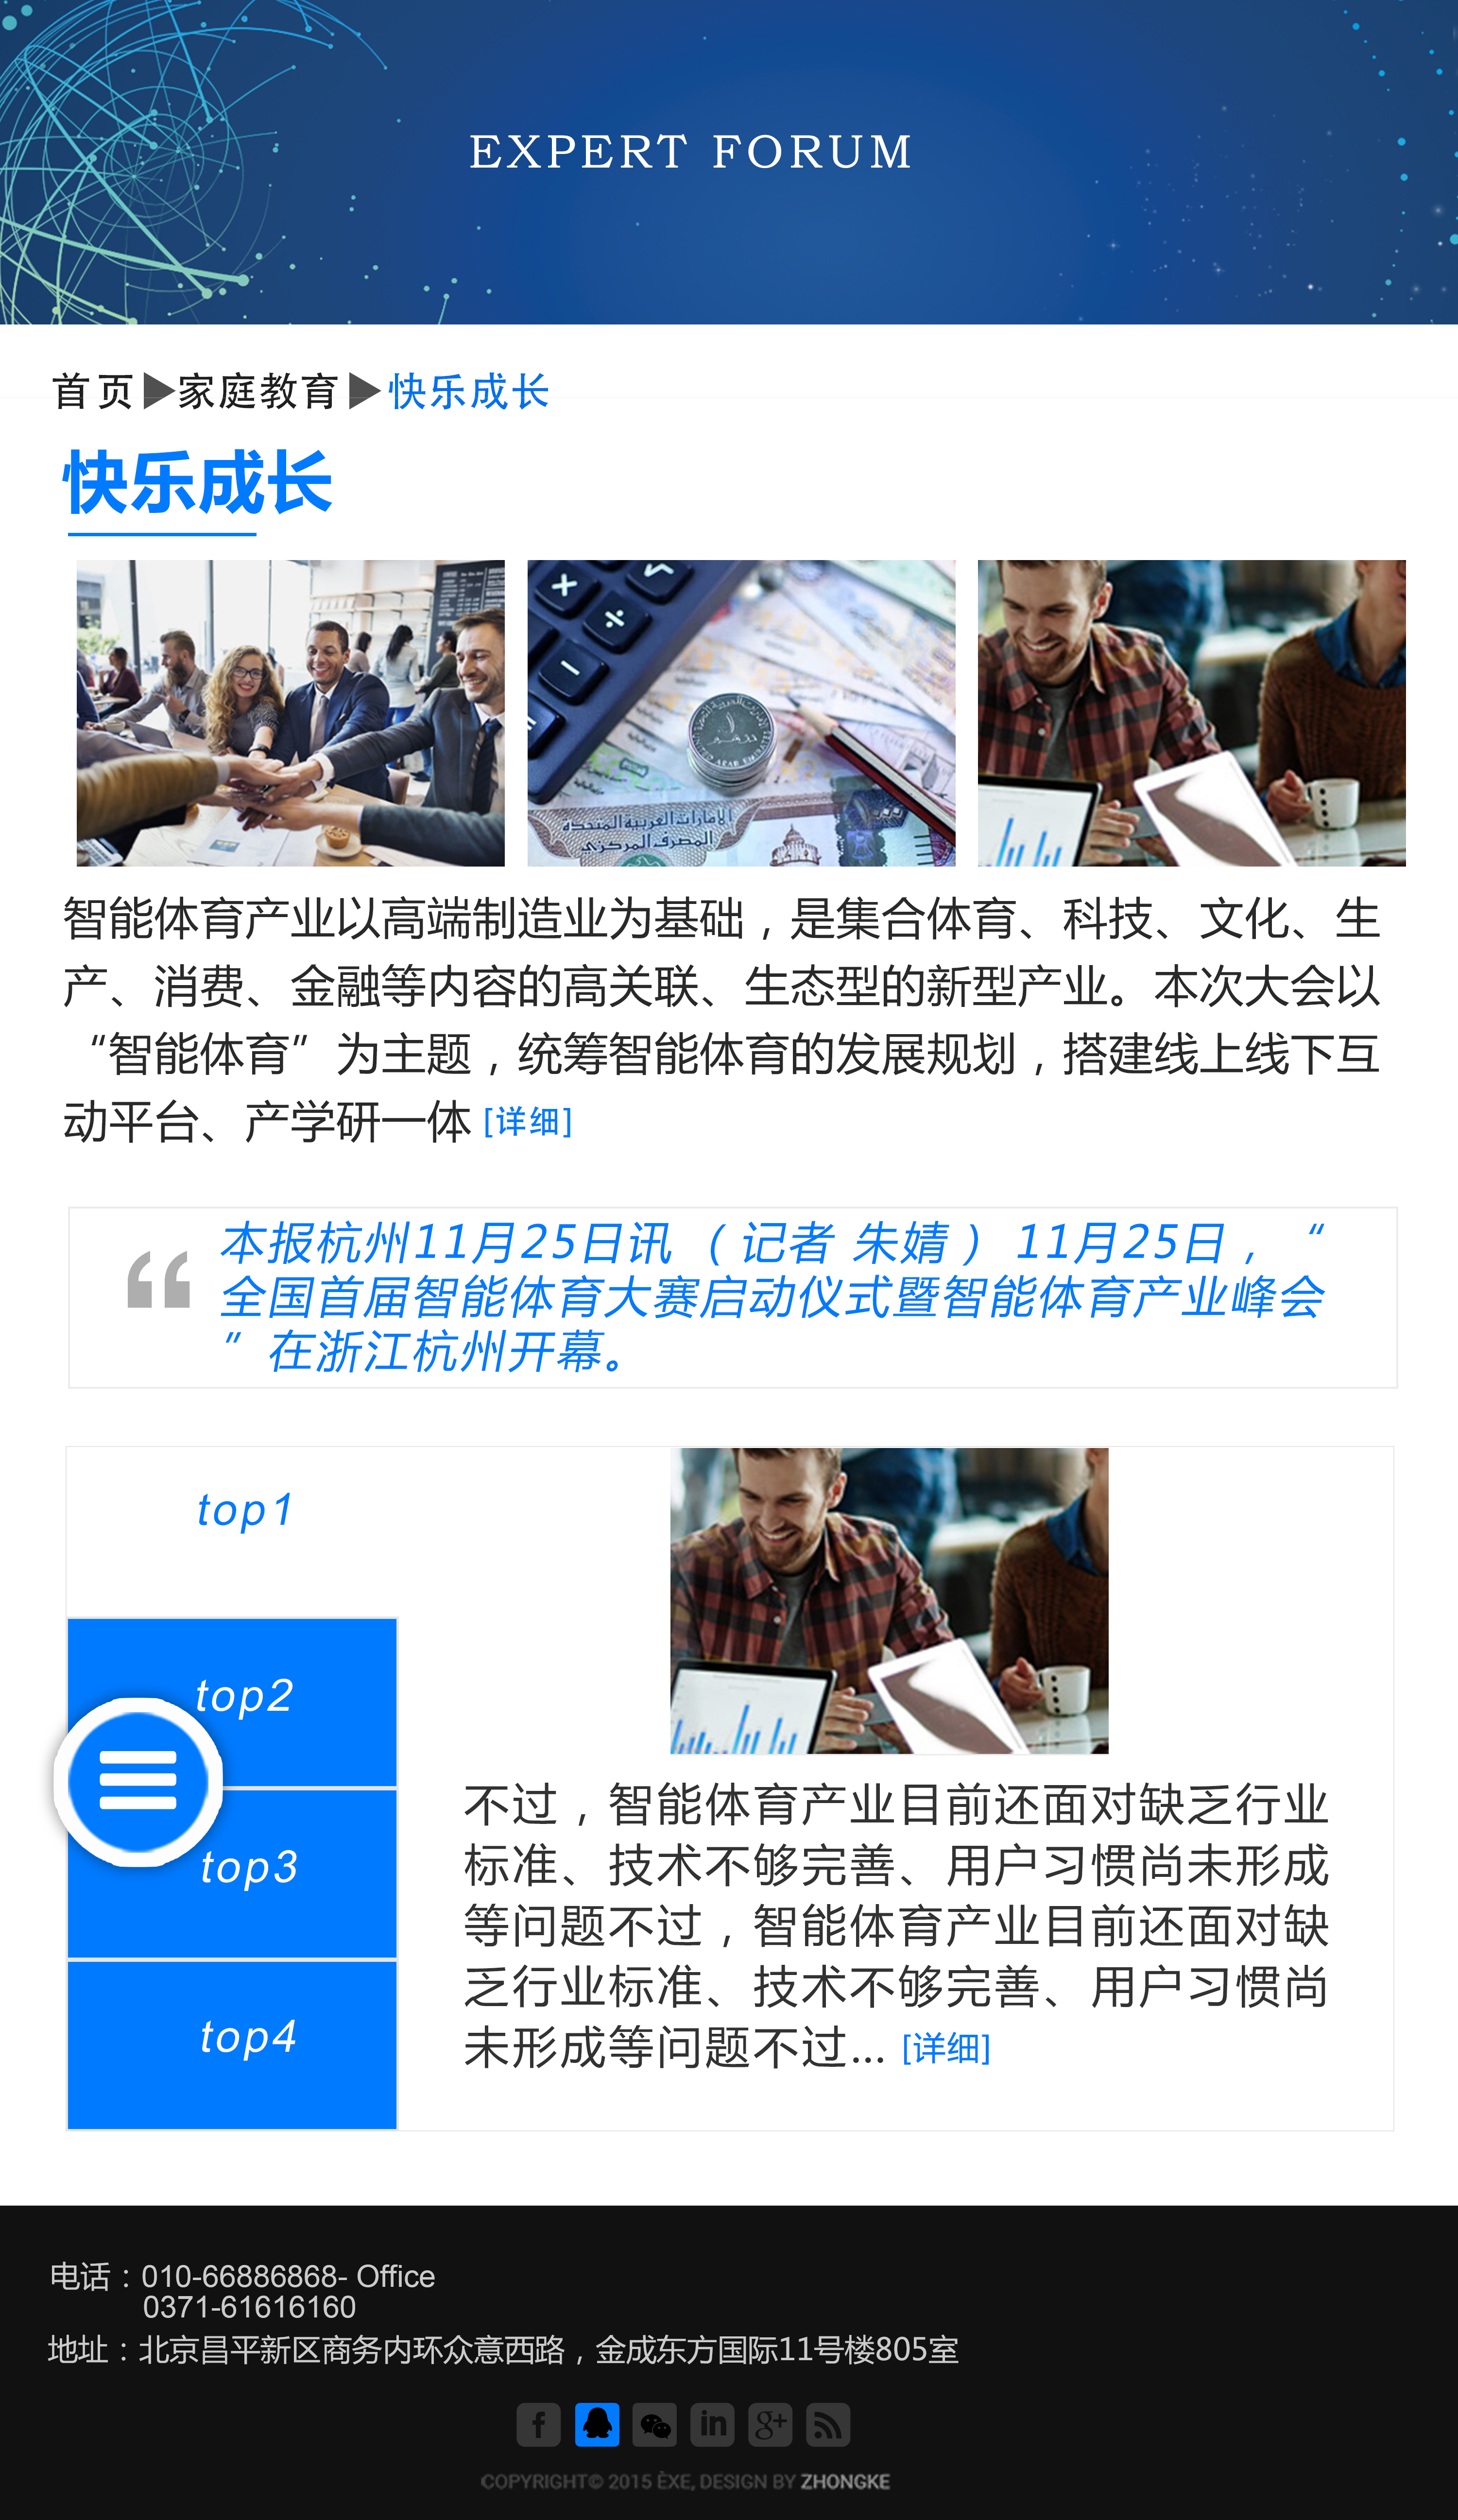 EXPERT FORUM
首页▶家庭教育▶快乐成长
快乐成长
الإمارات العربية المتحدة
المصرف المركزي
智能体育产业以高端制造业为基础，是集合体育、科技、文化、生
产、消费、金融等内容的高关联、生态型的新型产业。本次大会以
“智能体育”为主题，统筹智能体育的发展规划，搭建线上线下互
动平台、产学研一体 [详细]
本报杭州11月25日讯 （记者 朱婧） 11月25日，“
全国首届智能体育大赛启动仪式暨智能体育产业峰会
”在浙江杭州开幕。
top1
top2
top3
top4
不过，智能体育产业目前还面对缺乏行业
标准、技术不够完善、用户习惯尚未形成
等问题不过，智能体育产业目前还面对缺
乏行业标准、技术不够完善、用户习惯尚
未形成等问题不过... [详细]
电话：010-66886868- Office
0371-61616160
地址：北京昌平新区商务内环众意西路，金成东方国际11号楼805室
f in g+
COPYRIGHT© 2015 ÈXE, DESIGN BY ZHONGKE